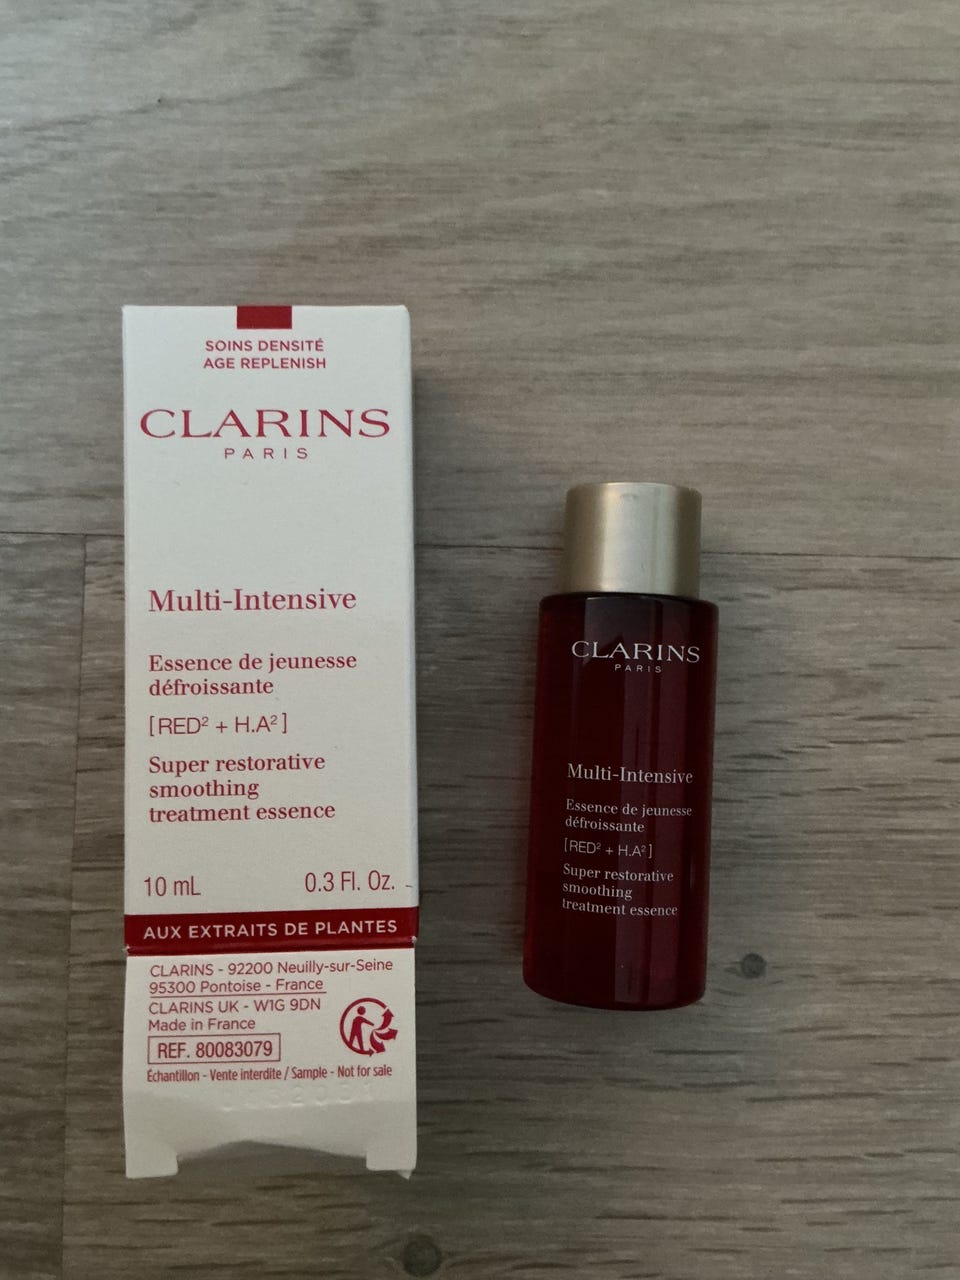 SOINS DENSITÉ
AGE REPLENISH
CLARINS
PARIS
Multi-Intensive
Essence de jeunesse
défroissante
[RED² + H.A²]
Super restorative
smoothing
treatment essence
10 mL 0.3 Fl. Oz.
AUX EXTRAITS DE PLANTES
CLARINS - 92200 Neuilly-sur-Seine
95300 Pontoise - France
CLARINS UK - W1G 9DN
Made in France
REF. 80083079
Échantillon - Vente interdite / Sample - Not for sale
CLARINS
PARIS
Multi-Intensive
Essence de jeunesse
défroissante
[RED² + H.A²]
Super restorative
smoothing
treatment essence